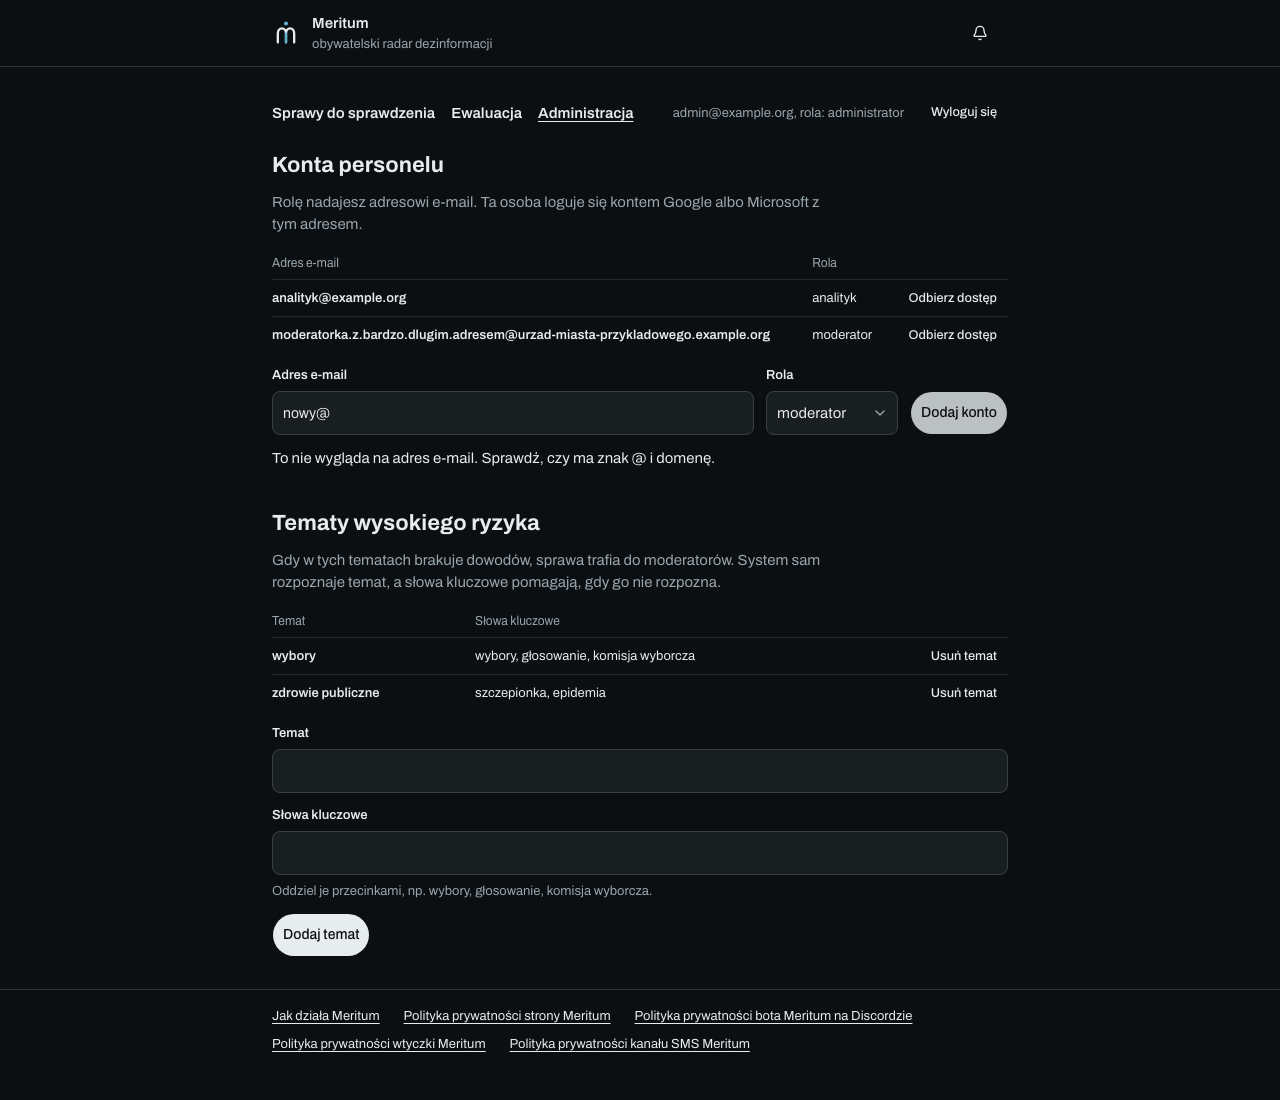 Meritum
obywatelski radar dezinformacji
Sprawy do sprawdzenia Ewaluacja Administracja admin@example.org, rola: administrator Wyloguj się
Konta personelu
Rolę nadajesz adresowi e-mail. Ta osoba loguje się kontem Google albo Microsoft z
tym adresem.
Adres e-mail Rola
analityk@example.org analityk Odbierz dostęp
moderatorka.z.bardzo.dlugim.adresem@urzad-miasta-przykladowego.example.org moderator Odbierz dostęp
Adres e-mail Rola
nowy@ moderator Dodaj konto
To nie wygląda na adres e-mail. Sprawdź, czy ma znak @ i domenę.
Tematy wysokiego ryzyka
Gdy w tych tematach brakuje dowodów, sprawa trafia do moderatorów. System sam
rozpoznaje temat, a słowa kluczowe pomagają, gdy go nie rozpozna.
Temat Słowa kluczowe
wybory wybory, głosowanie, komisja wyborcza Usuń temat
zdrowie publiczne szczepionka, epidemia Usuń temat
Temat
Słowa kluczowe
Oddziel je przecinkami, np. wybory, głosowanie, komisja wyborcza.
Dodaj temat
Jak działa Meritum Polityka prywatności strony Meritum Polityka prywatności bota Meritum na Discordzie
Polityka prywatności wtyczki Meritum Polityka prywatności kanału SMS Meritum